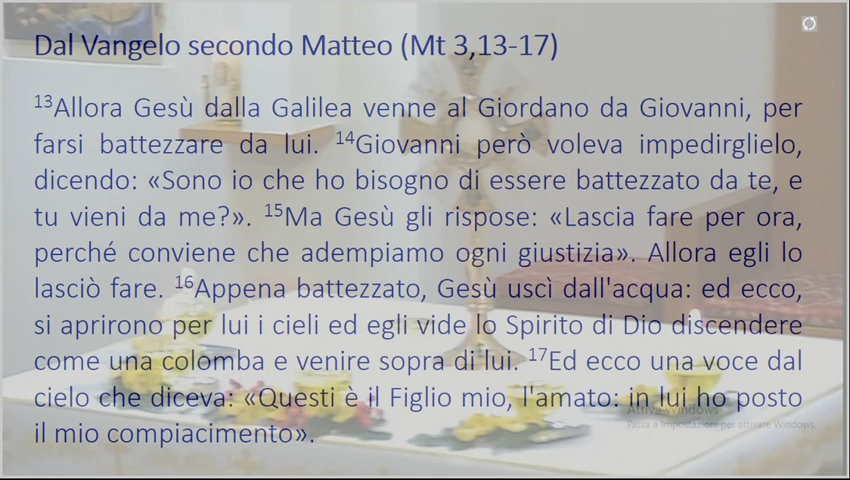 Dal Vangelo secondo Matteo (Mt 3,13-17)
¹³Allora Gesù dalla Galilea venne al Giordano da Giovanni, per
farsi battezzare da lui. ¹⁴Giovanni però voleva impedirglielo,
dicendo: «Sono io che ho bisogno di essere battezzato da te, e
tu vieni da me?». ¹⁵Ma Gesù gli rispose: «Lascia fare per ora,
perché conviene che adempiamo ogni giustizia». Allora egli lo
lasciò fare. ¹⁶Appena battezzato, Gesù uscì dall'acqua: ed ecco,
si aprirono per lui i cieli ed egli vide lo Spirito di Dio discendere
come una colomba e venire sopra di lui. ¹⁷Ed ecco una voce dal
cielo che diceva: «Questi è il Figlio mio, l'amato: in lui ho posto
il mio compiacimento».
Attiva Windows
Passa a Impostazioni per attivare Windows.